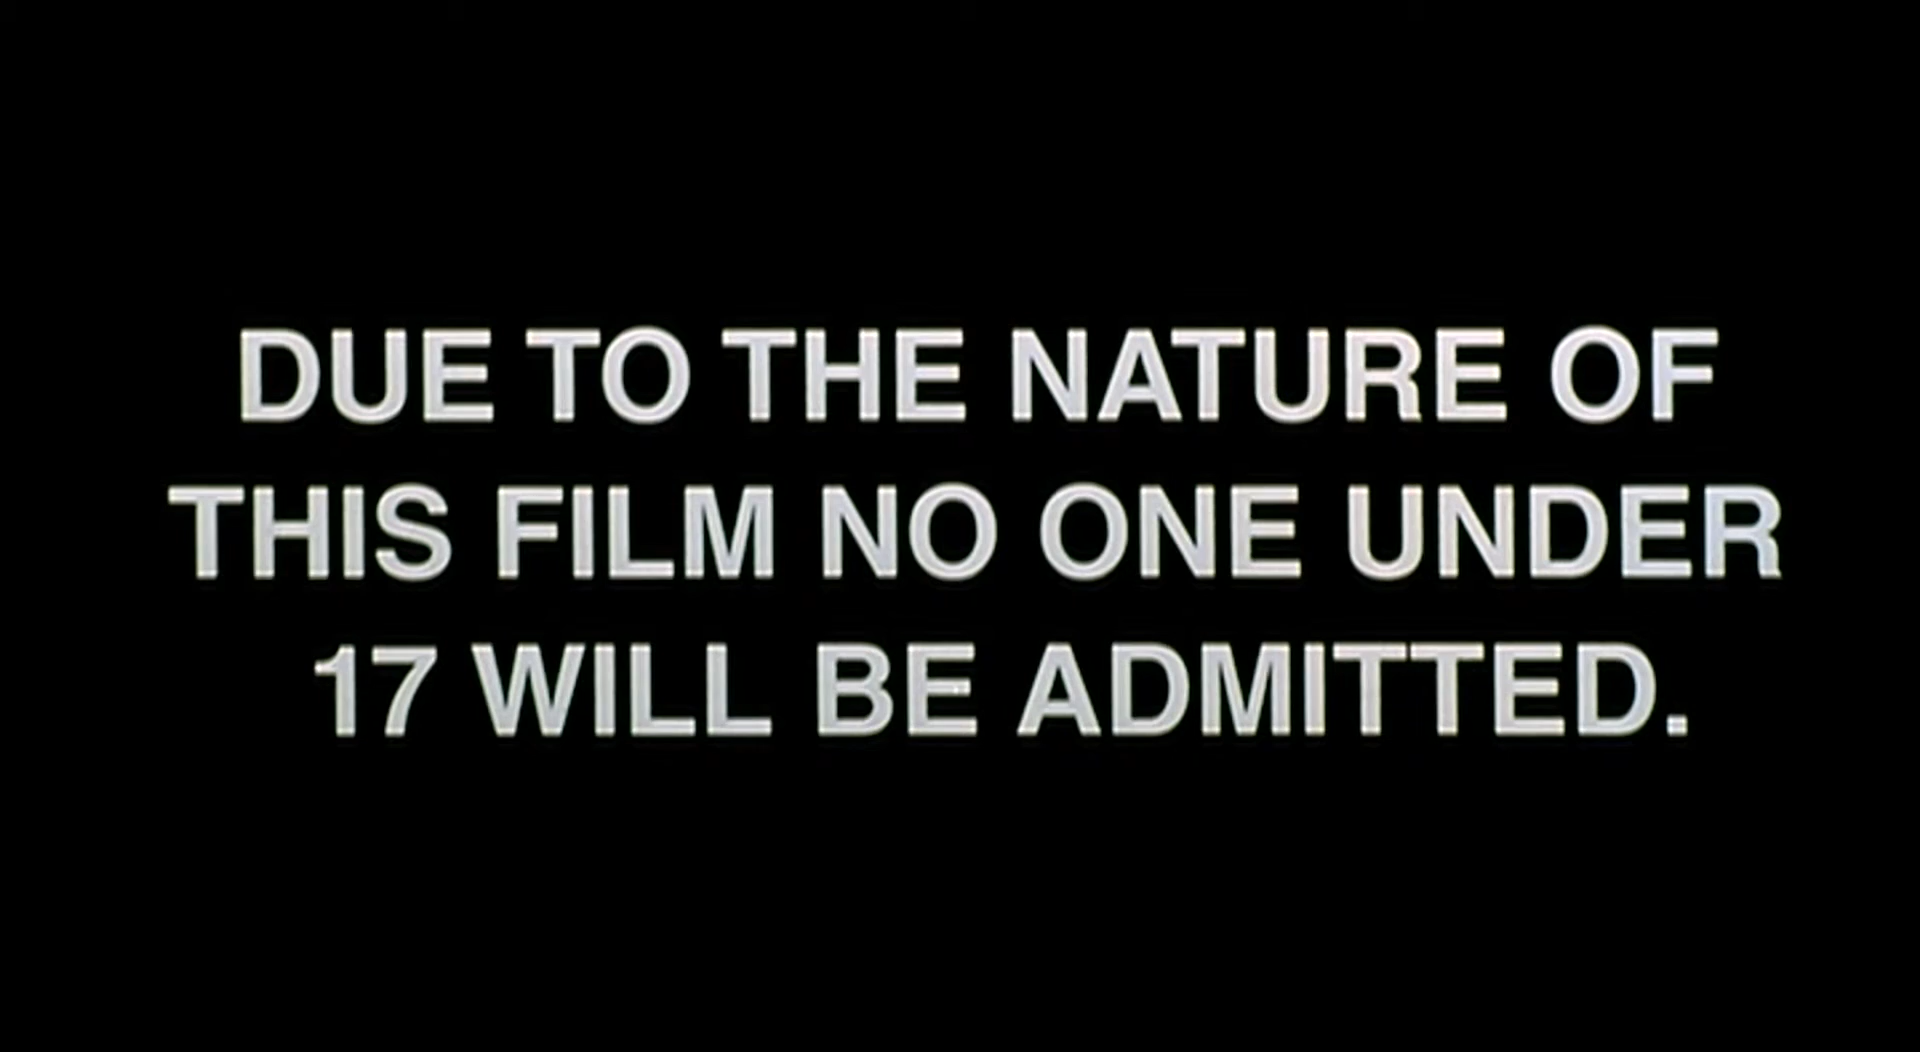 DUE TO THE NATURE OF
THIS FILM NO ONE UNDER
17 WILL BE ADMITTED.